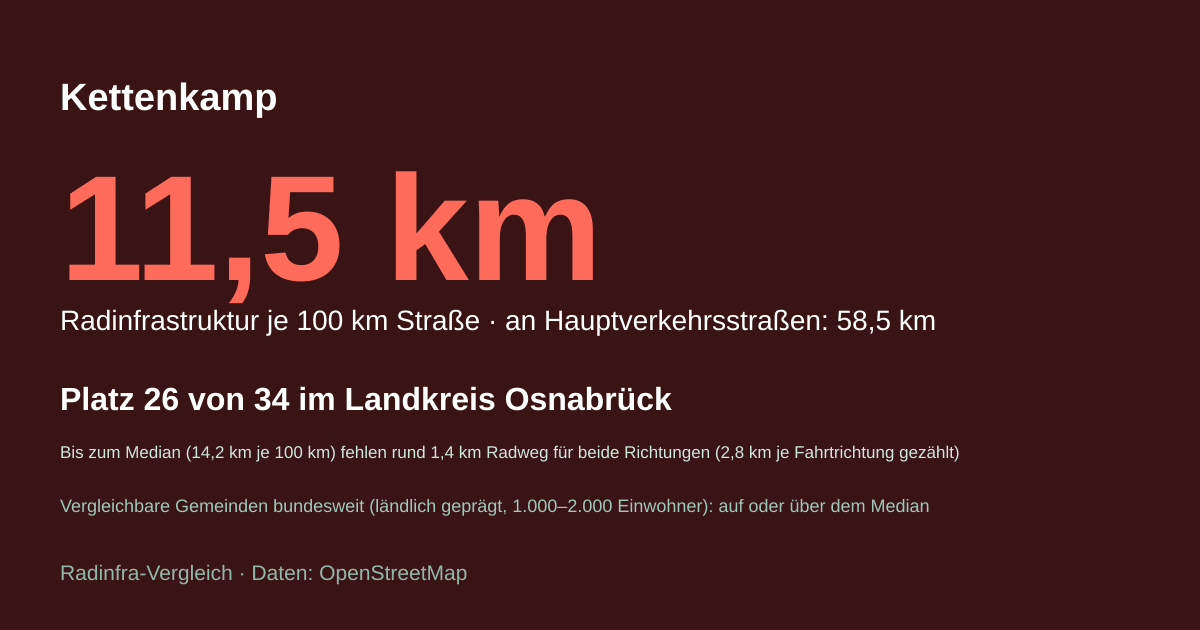 Kettenkamp
11,5 km
Radinfrastruktur je 100 km Straße · an Hauptverkehrsstraßen: 58,5 km
Platz 26 von 34 im Landkreis Osnabrück
Bis zum Median (14,2 km je 100 km) fehlen rund 1,4 km Radweg für beide Richtungen (2,8 km je Fahrtrichtung gezählt)
Vergleichbare Gemeinden bundesweit (ländlich geprägt, 1.000–2.000 Einwohner): auf oder über dem Median
Radinfra-Vergleich · Daten: OpenStreetMap